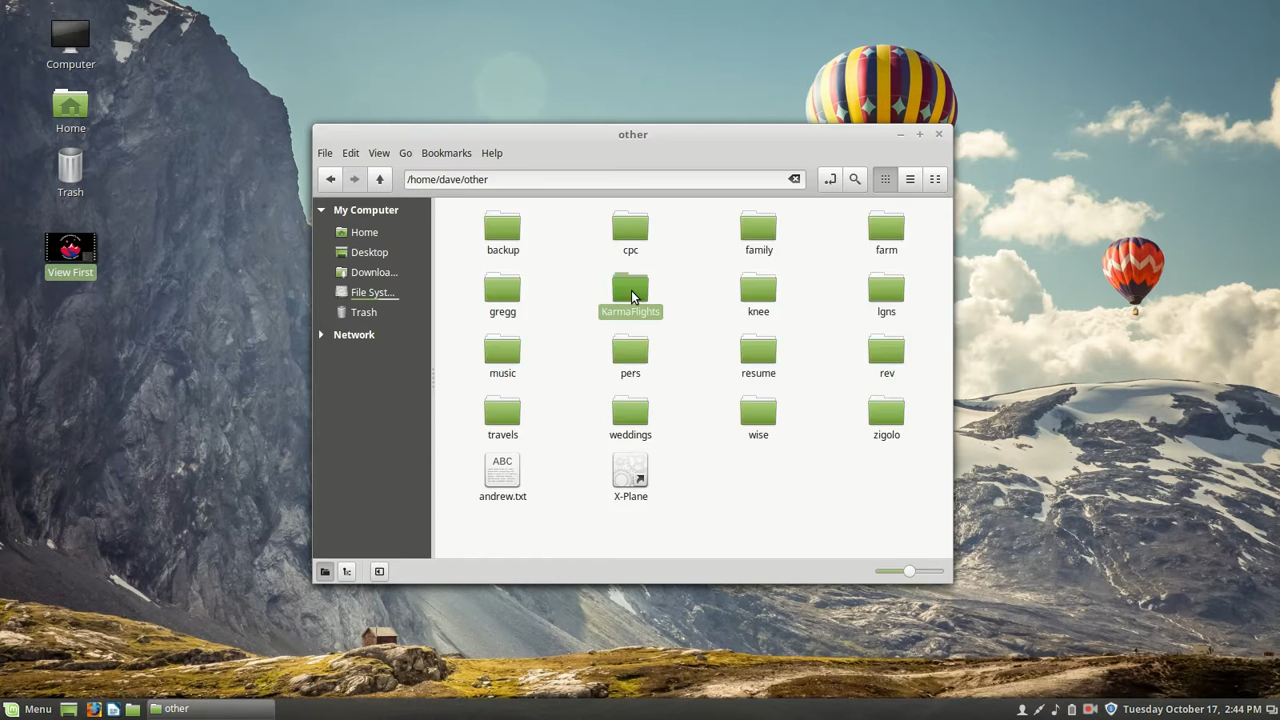 Computer
Home
Trash
View First
other
File Edit View Go Bookmarks Help
/home/dave/other
My Computer
Home
Desktop
Downloa...
File Syst...
Trash
Network
backup cpc family farm
gregg KarmaFlights knee lgns
music pers resume rev
travels weddings wise zigolo
ABC
andrew.txt X-Plane
Menu other Tuesday October 17, 2:44 PM